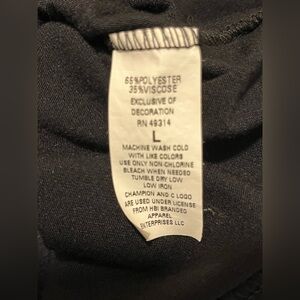 65%POLYESTER
35%VISCOSE
EXCLUSIVE OF
DECORATION
RN 49314
L
MACHINE WASH COLD
WITH LIKE COLORS
USE ONLY NON-CHLORINE
BLEACH WHEN NEEDED
TUMBLE DRY LOW
LOW IRON
CHAMPION AND C LOGO
ARE USED UNDER LICENSE
FROM HBI BRANDED
APPAREL
ENTERPRISES LLC